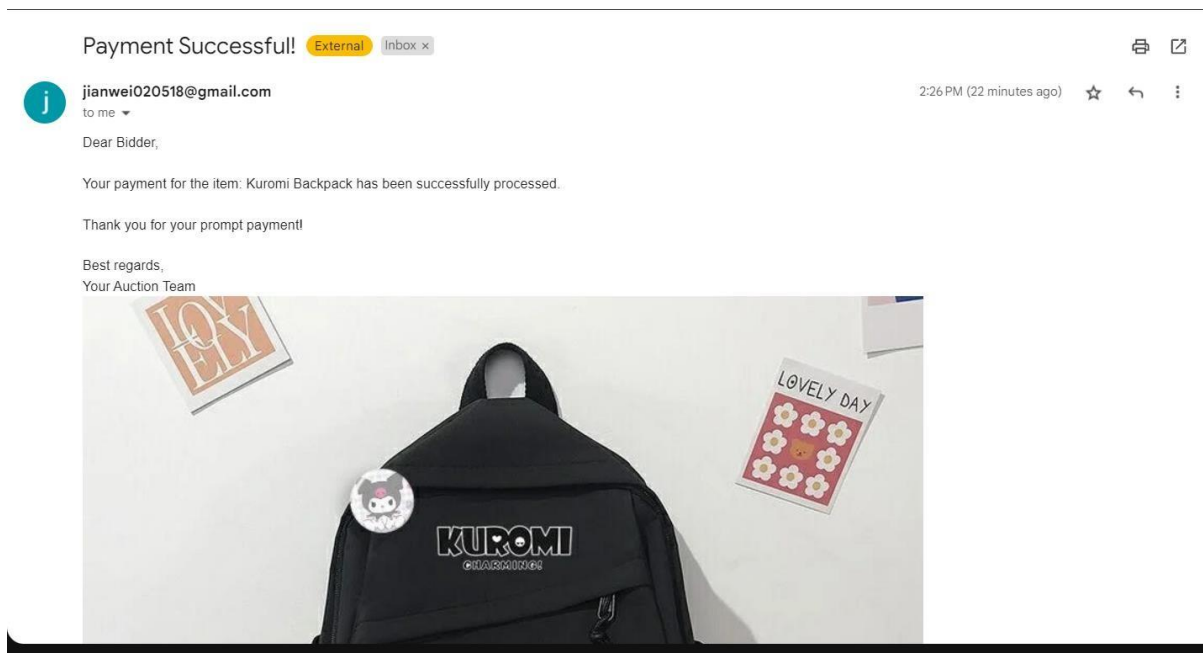 Payment Successful! External Inbox ×
jianwei020518@gmail.com 2:26 PM (22 minutes ago)
j
to me
Dear Bidder,
Your payment for the item: Kuromi Backpack has been successfully processed.
Thank you for your prompt payment!
Best regards,
Your Auction Team
LOV
ELY
LOVELY DAY
KUROMI
CHARMING!